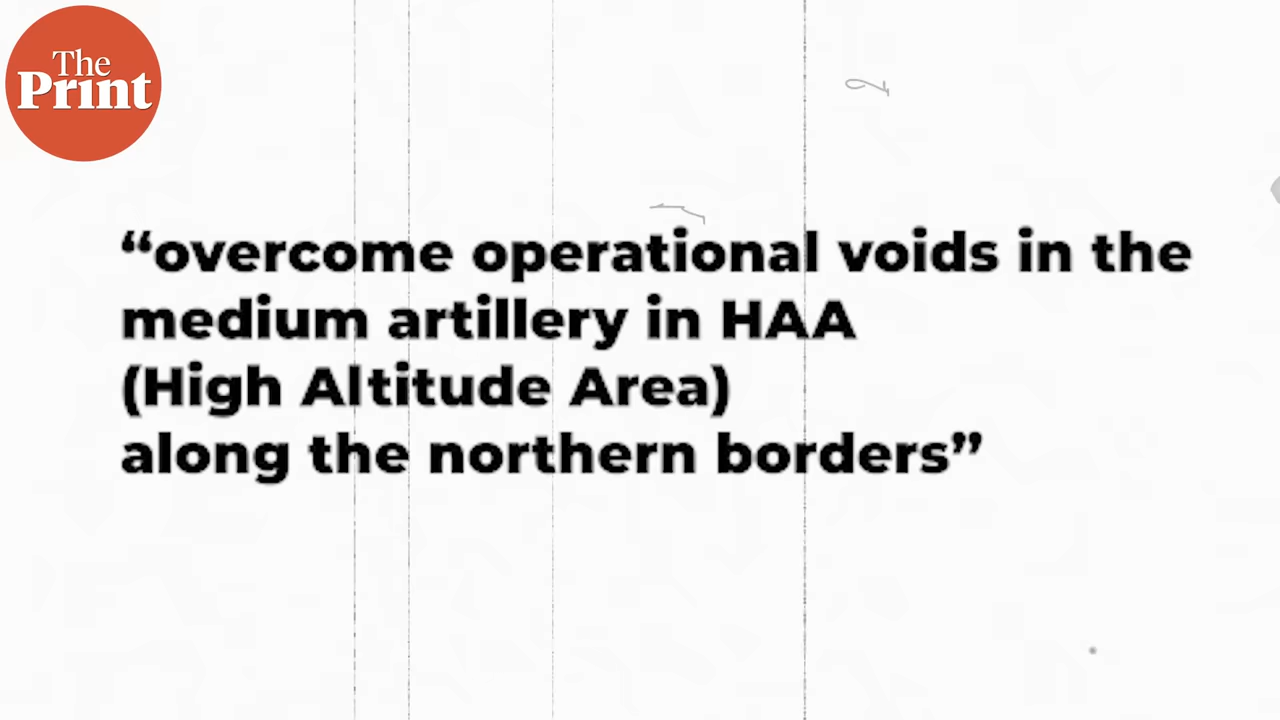 The
Print
“overcome operational voids in the
medium artillery in HAA
(High Altitude Area)
along the northern borders”